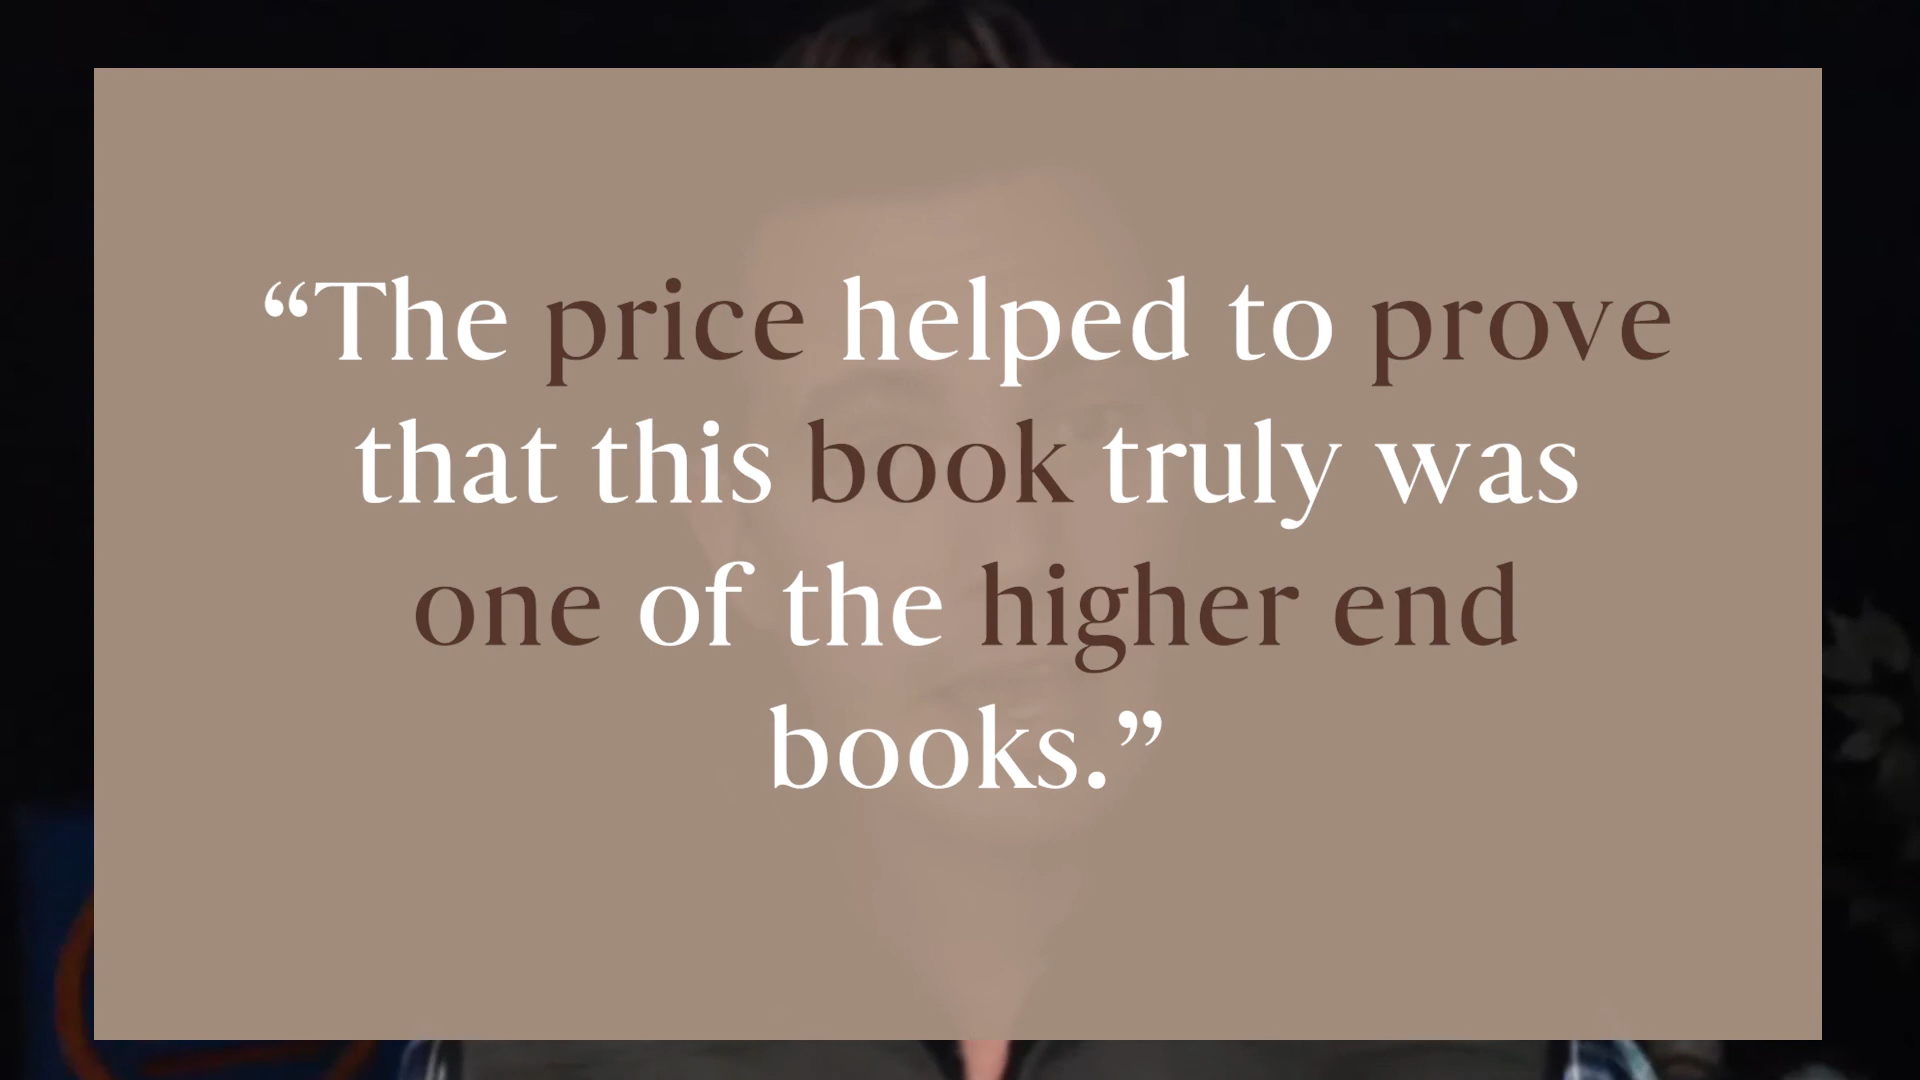 “The price helped to prove
that this book truly was
one of the higher end
books.”